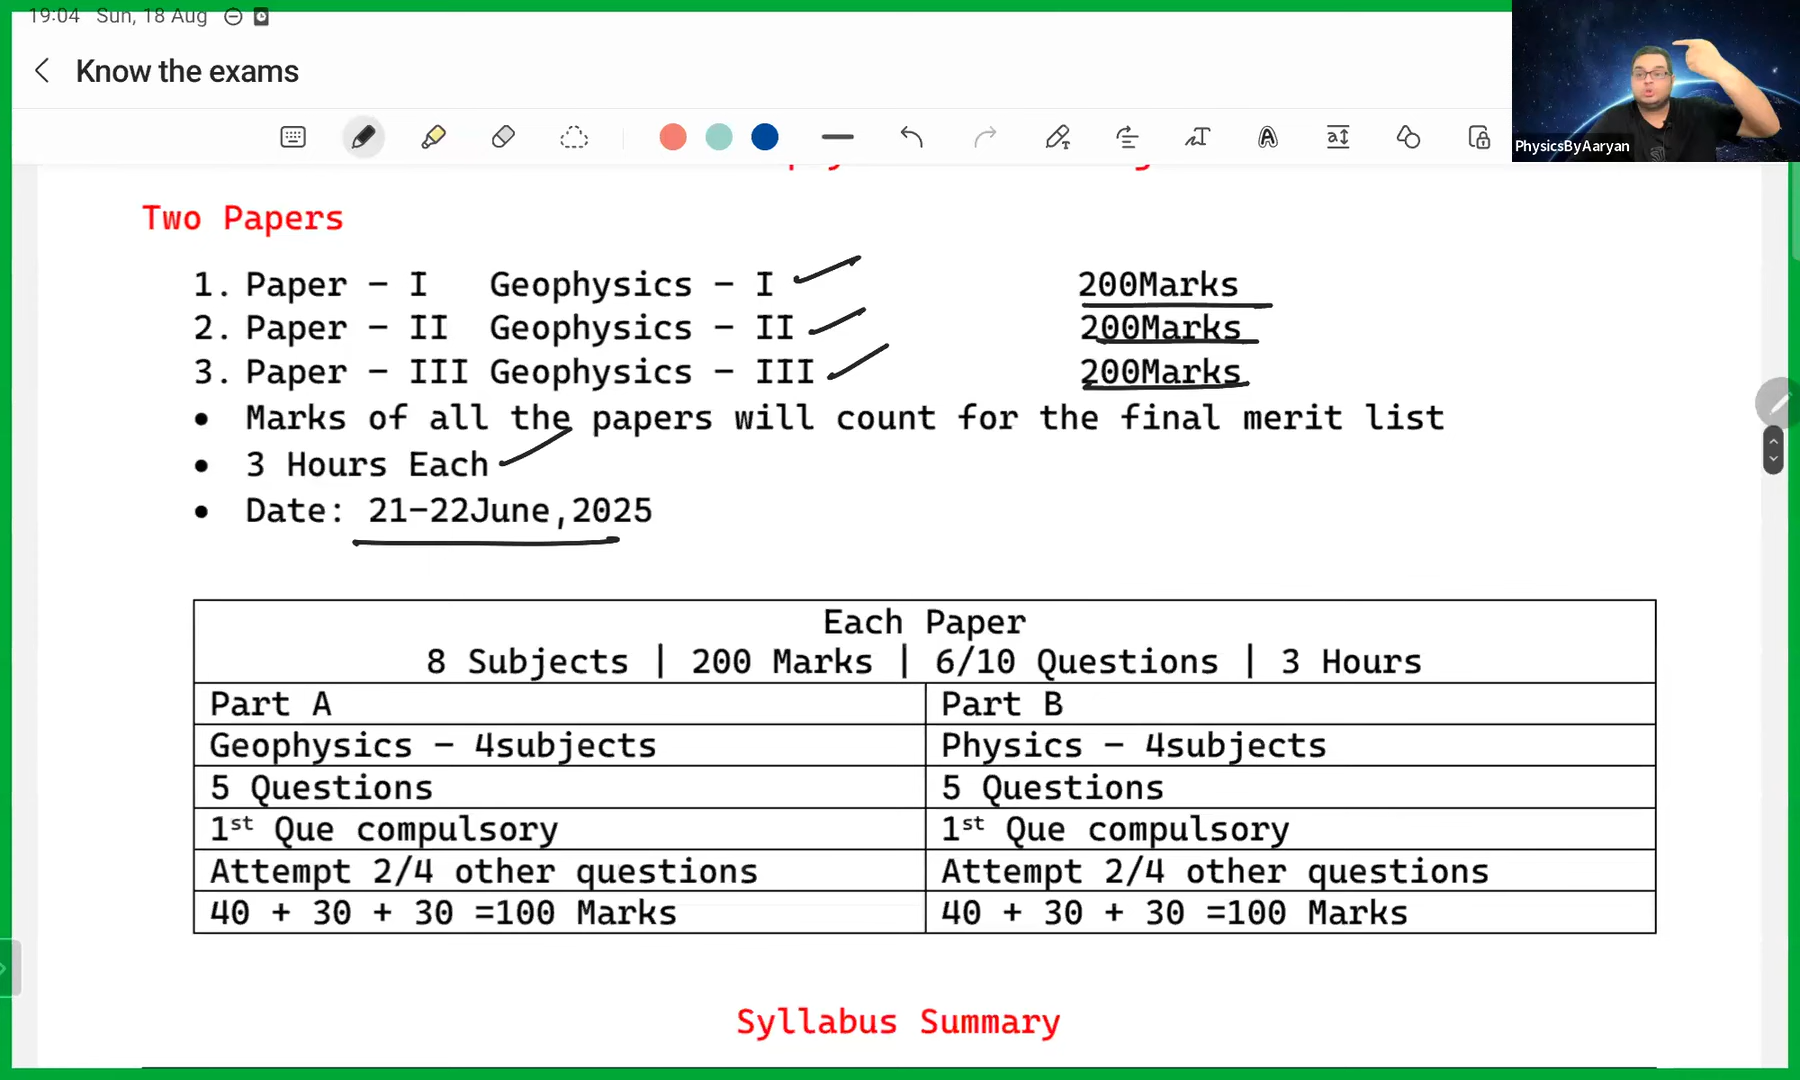 19:04 Sun, 18 Aug
Know the exams
PhysicsByAaryan
Two Papers
1. Paper – I Geophysics – I 200Marks
2. Paper – II Geophysics – II 200Marks
3. Paper – III Geophysics – III 200Marks
• Marks of all the papers will count for the final merit list
• 3 Hours Each
• Date: 21–22June,2025
Each Paper
8 Subjects | 200 Marks | 6/10 Questions | 3 Hours
Part A Part B
Geophysics – 4subjects Physics – 4subjects
5 Questions 5 Questions
1st Que compulsory 1st Que compulsory
Attempt 2/4 other questions Attempt 2/4 other questions
40 + 30 + 30 =100 Marks 40 + 30 + 30 =100 Marks
Syllabus Summary